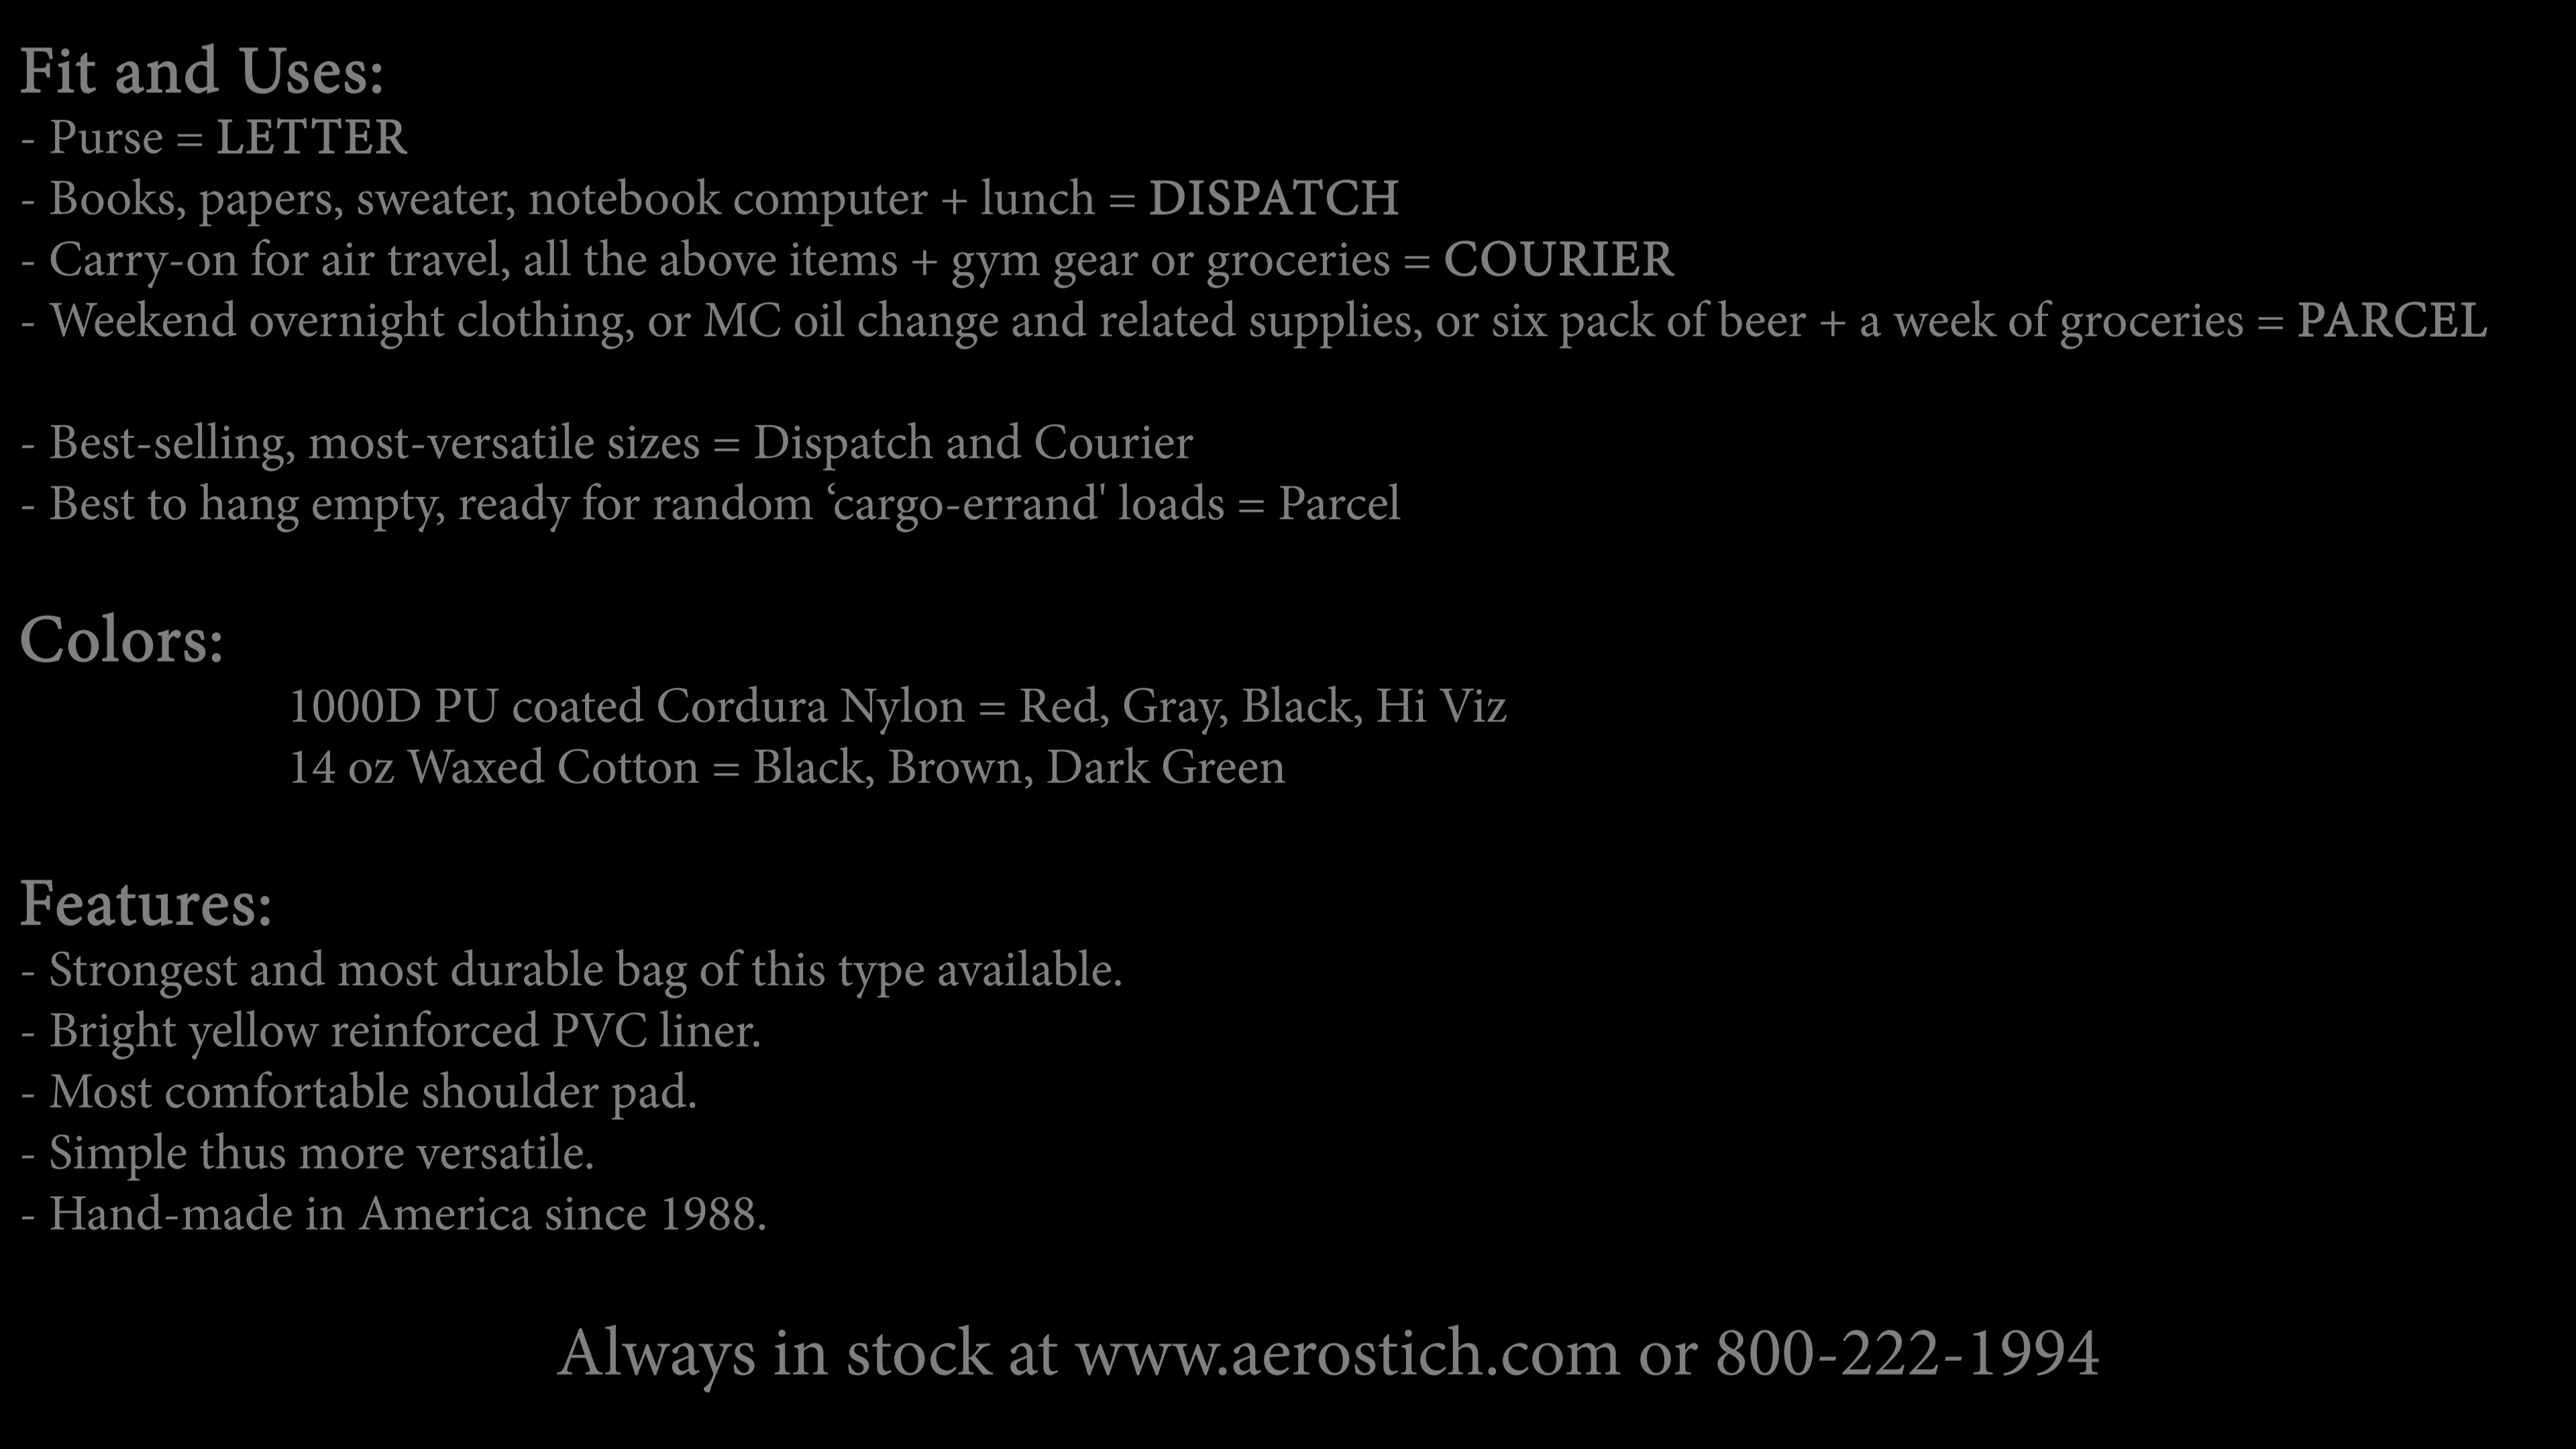 Fit and Uses:
- Purse = LETTER
- Books, papers, sweater, notebook computer + lunch = DISPATCH
- Carry-on for air travel, all the above items + gym gear or groceries = COURIER
- Weekend overnight clothing, or MC oil change and related supplies, or six pack of beer + a week of groceries = PARCEL
- Best-selling, most-versatile sizes = Dispatch and Courier
- Best to hang empty, ready for random ‘cargo-errand' loads = Parcel
Colors:
1000D PU coated Cordura Nylon = Red, Gray, Black, Hi Viz
14 oz Waxed Cotton = Black, Brown, Dark Green
Features:
- Strongest and most durable bag of this type available.
- Bright yellow reinforced PVC liner.
- Most comfortable shoulder pad.
- Simple thus more versatile.
- Hand-made in America since 1988.
Always in stock at www.aerostich.com or 800-222-1994